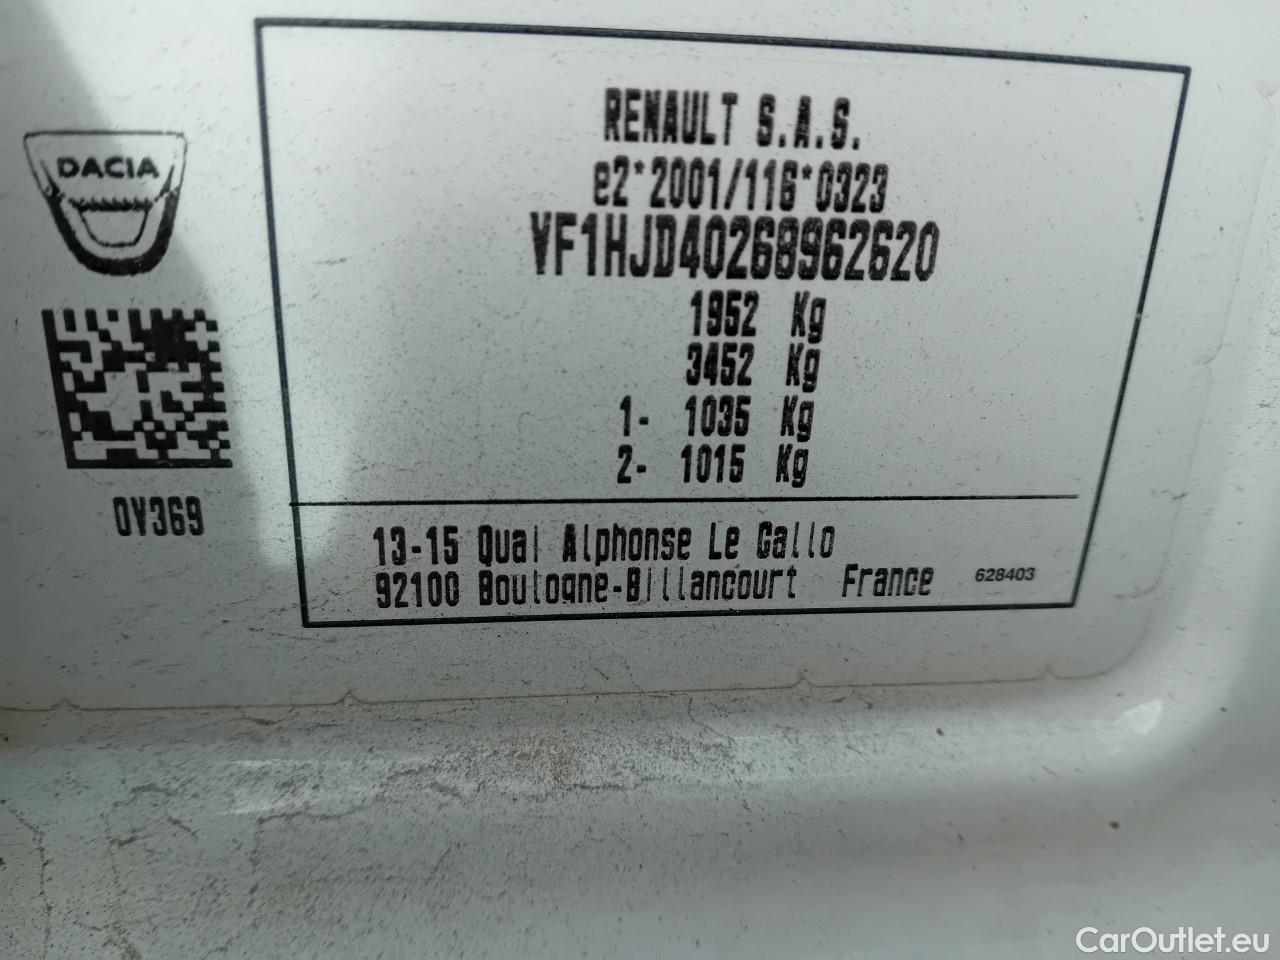 DACIA
0V369
RENAULT S.A.S.
e2*2001/116*0323
VF1HJD40268962620
1952 Kg
3452 Kg
1- 1035 Kg
2- 1015 Kg
13-15 Quai Alphonse Le Gallo
92100 Boulogne-Billancourt France 628403
CarOutlet.eu